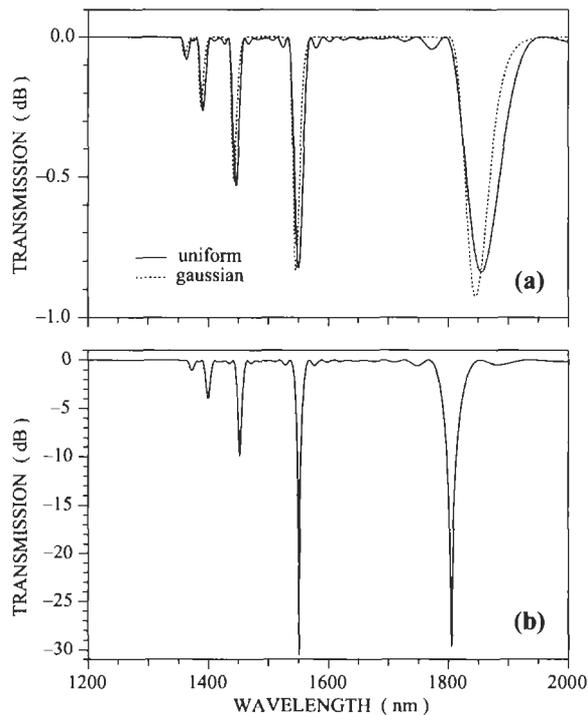 0.0
−0.5
−1.0
TRANSMISSION ( dB )
uniform
gaussian
(a)
0
−5
−10
−15
−20
−25
−30
TRANSMISSION ( dB )
(b)
1200 1400 1600 1800 2000
WAVELENGTH ( nm )